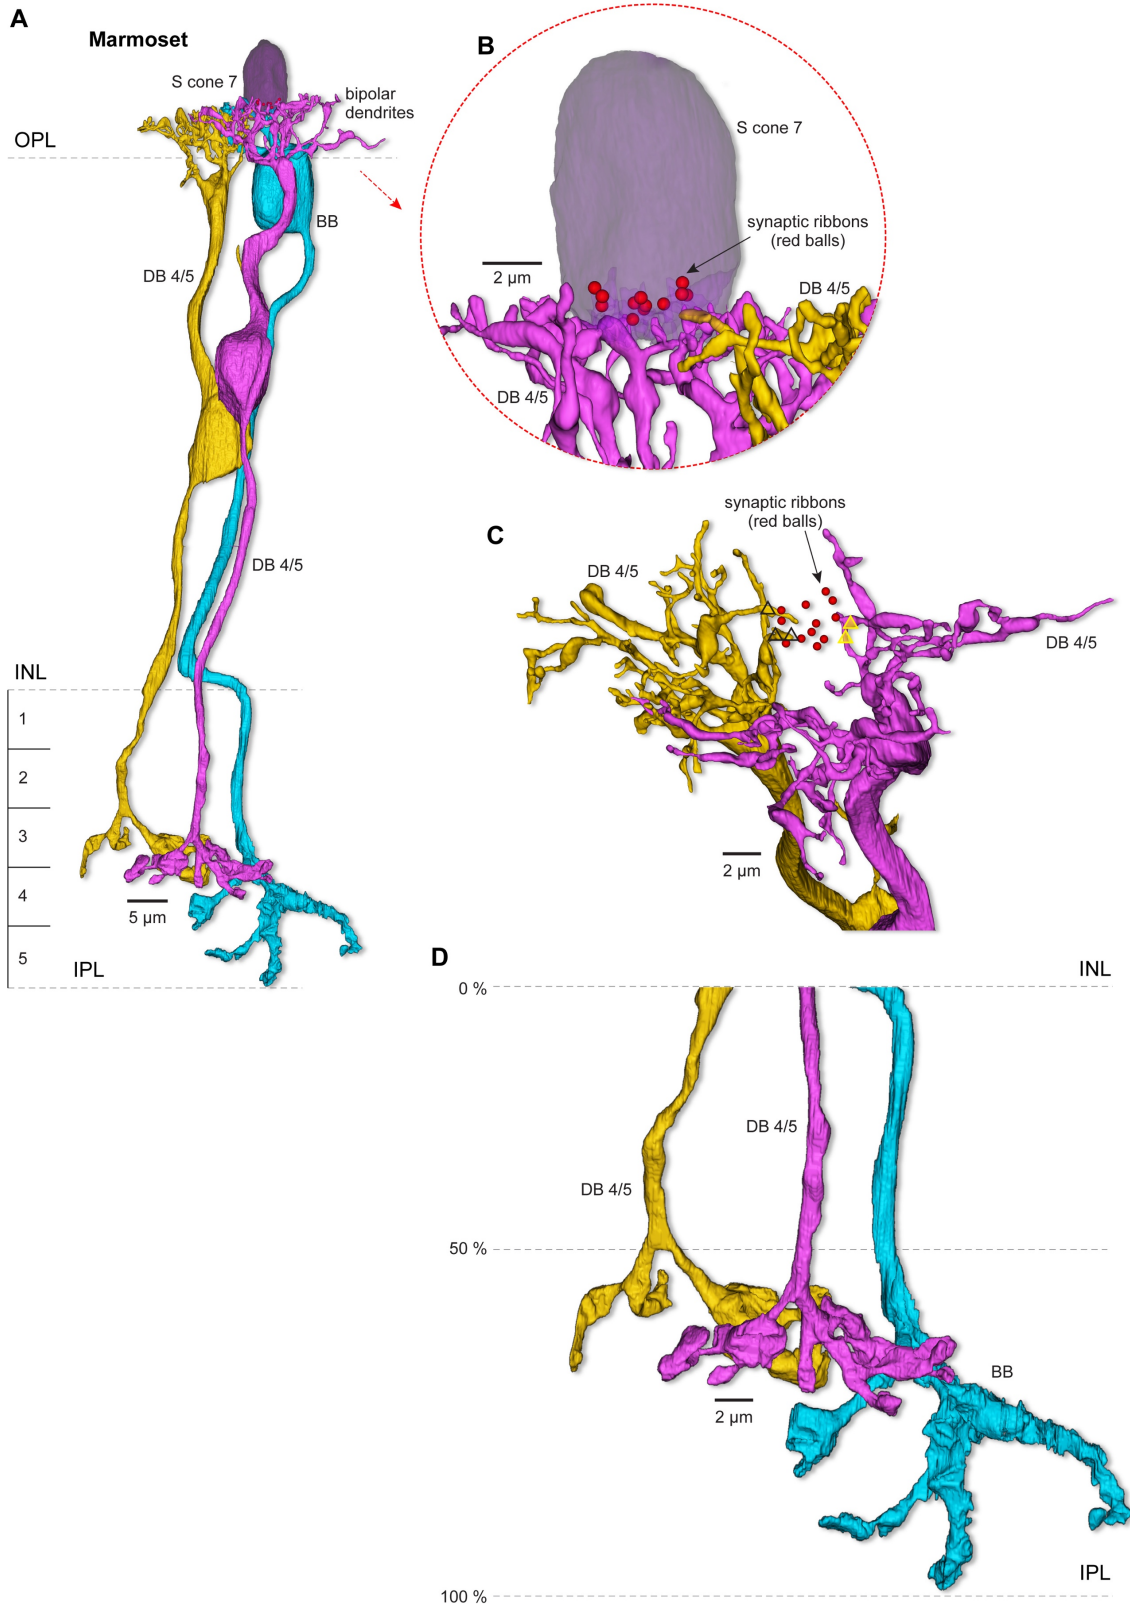 A
Marmoset
S cone 7
bipolar
dendrites
OPL
BB
DB 4/5
DB 4/5
INL
1
2
3
4
5
5 µm
IPL
B
S cone 7
synaptic ribbons
(red balls)
2 µm
DB 4/5
DB 4/5
C
synaptic ribbons
(red balls)
DB 4/5
DB 4/5
2 µm
D
INL
0 %
DB 4/5
DB 4/5
50 %
BB
2 µm
IPL
100 %